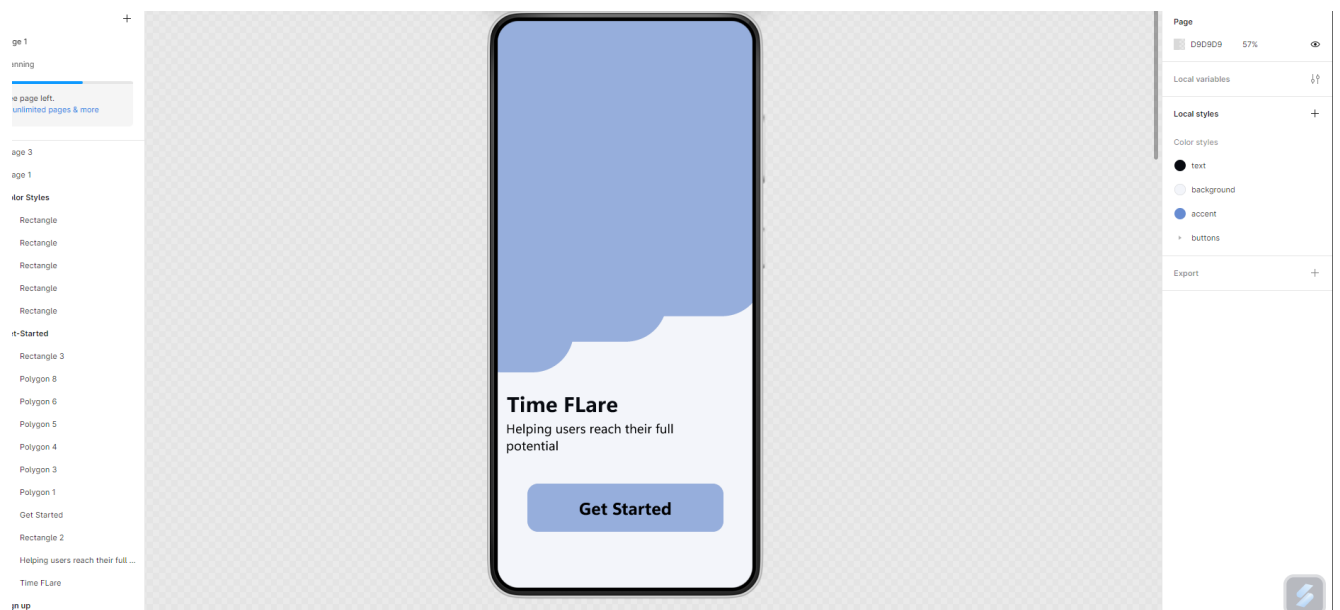 ge 1
nning
e page left.
unlimited pages & more
age 3
age 1
lor Styles
Rectangle
Rectangle
Rectangle
Rectangle
Rectangle
t-Started
Rectangle 3
Polygon 8
Polygon 6
Polygon 5
Polygon 4
Polygon 3
Polygon 1
Get Started
Rectangle 2
Helping users reach their full ...
Time FLare
gn up
Time FLare
Helping users reach their full
potential
Get Started
Page
D9D9D9 57%
Local variables
Local styles
Color styles
text
background
accent
buttons
Export